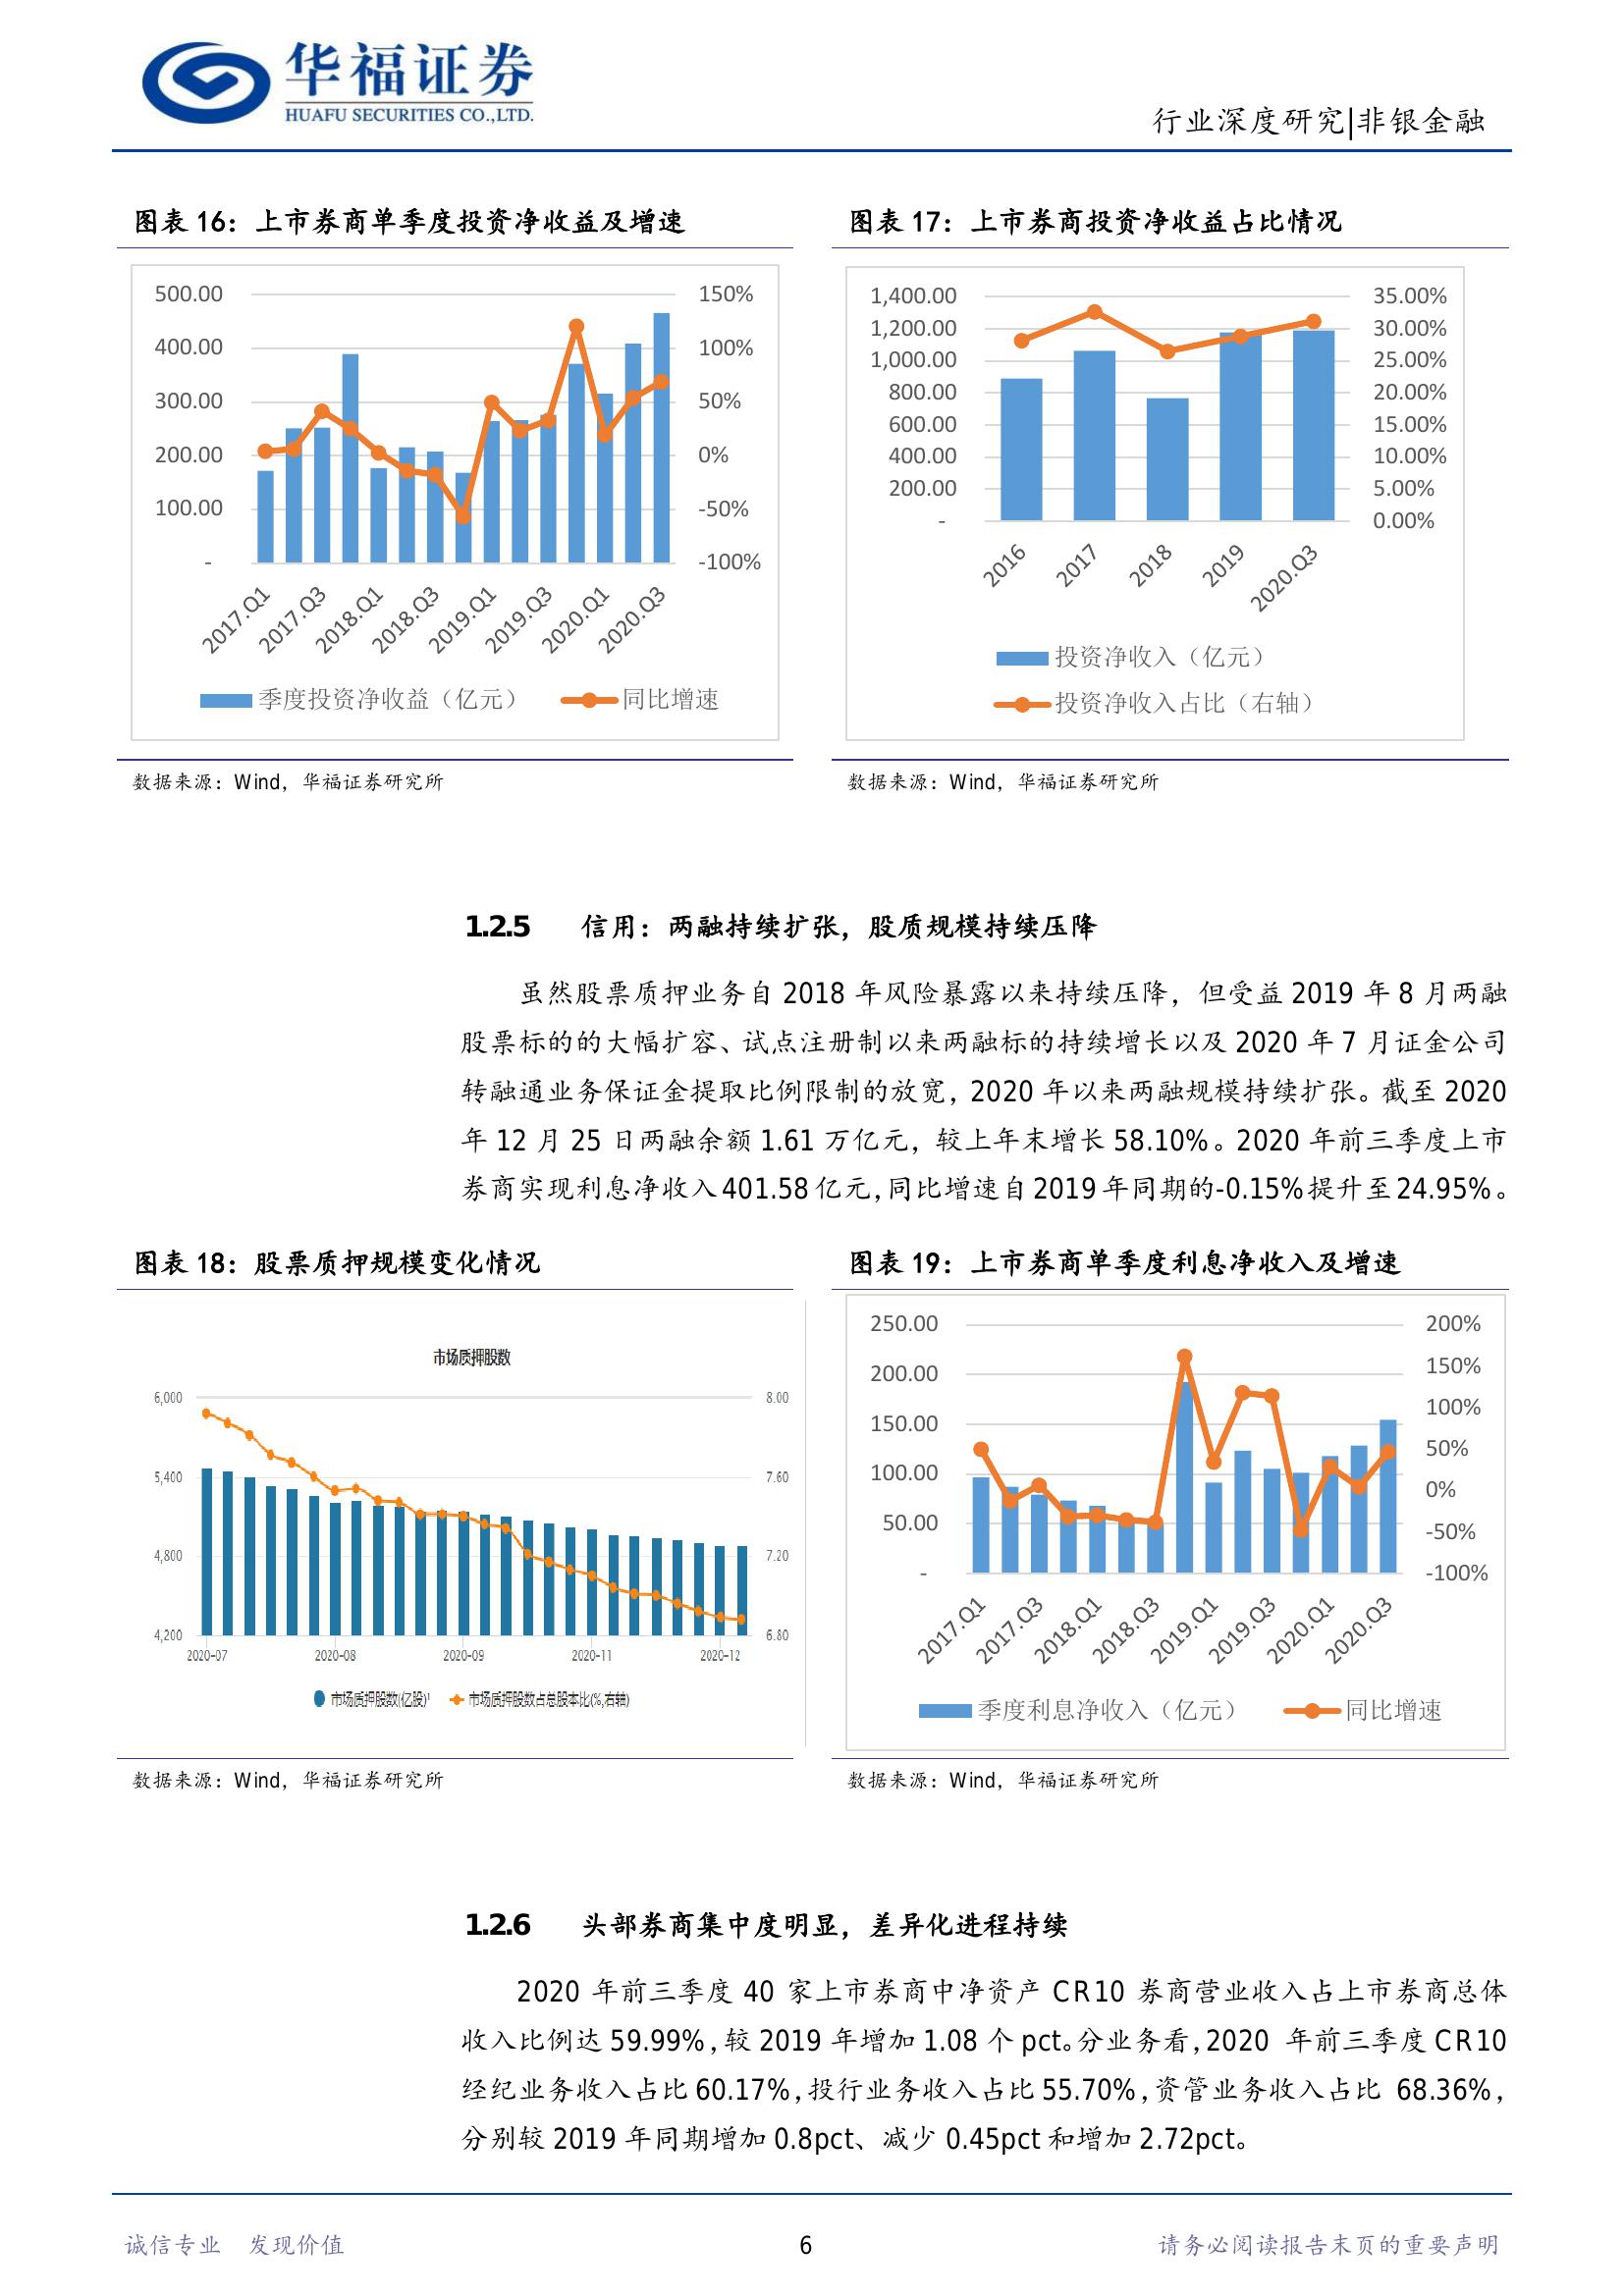 华福证券
HUAFU SECURITIES CO.,LTD.
行业深度研究|非银金融
图表 16：上市券商单季度投资净收益及增速
500.00
400.00
300.00
200.00
100.00
-
150%
100%
50%
0%
-50%
-100%
2017.Q1
2017.Q3
2018.Q1
2018.Q3
2019.Q1
2019.Q3
2020.Q1
2020.Q3
季度投资净收益（亿元）
同比增速
数据来源：Wind，华福证券研究所
图表 17：上市券商投资净收益占比情况
1,400.00
1,200.00
1,000.00
800.00
600.00
400.00
200.00
-
35.00%
30.00%
25.00%
20.00%
15.00%
10.00%
5.00%
0.00%
2016
2017
2018
2019
2020.Q3
投资净收入（亿元）
投资净收入占比（右轴）
数据来源：Wind，华福证券研究所
1.2.5 信用：两融持续扩张，股质规模持续压降
虽然股票质押业务自 2018 年风险暴露以来持续压降，但受益 2019 年 8 月两融
股票标的的大幅扩容、试点注册制以来两融标的持续增长以及 2020 年 7 月证金公司
转融通业务保证金提取比例限制的放宽，2020 年以来两融规模持续扩张。截至 2020
年 12 月 25 日两融余额 1.61 万亿元，较上年末增长 58.10%。2020 年前三季度上市
券商实现利息净收入 401.58 亿元，同比增速自 2019 年同期的-0.15%提升至 24.95%。
图表 18：股票质押规模变化情况
市场质押股数
6,000
5,400
4,800
4,200
8.00
7.60
7.20
6.80
2020-07
2020-08
2020-09
2020-11
2020-12
市场质押股数(亿股)¹
市场质押股数占总股本比(%,右轴)
数据来源：Wind，华福证券研究所
图表 19：上市券商单季度利息净收入及增速
250.00
200.00
150.00
100.00
50.00
-
200%
150%
100%
50%
0%
-50%
-100%
2017.Q1
2017.Q3
2018.Q1
2018.Q3
2019.Q1
2019.Q3
2020.Q1
2020.Q3
季度利息净收入（亿元）
同比增速
数据来源：Wind，华福证券研究所
1.2.6 头部券商集中度明显，差异化进程持续
2020 年前三季度 40 家上市券商中净资产 CR10 券商营业收入占上市券商总体
收入比例达 59.99%，较 2019 年增加 1.08 个 pct。分业务看，2020 年前三季度 CR10
经纪业务收入占比 60.17%，投行业务收入占比 55.70%，资管业务收入占比 68.36%，
分别较 2019 年同期增加 0.8pct、减少 0.45pct 和增加 2.72pct。
诚信专业 发现价值
6
请务必阅读报告末页的重要声明